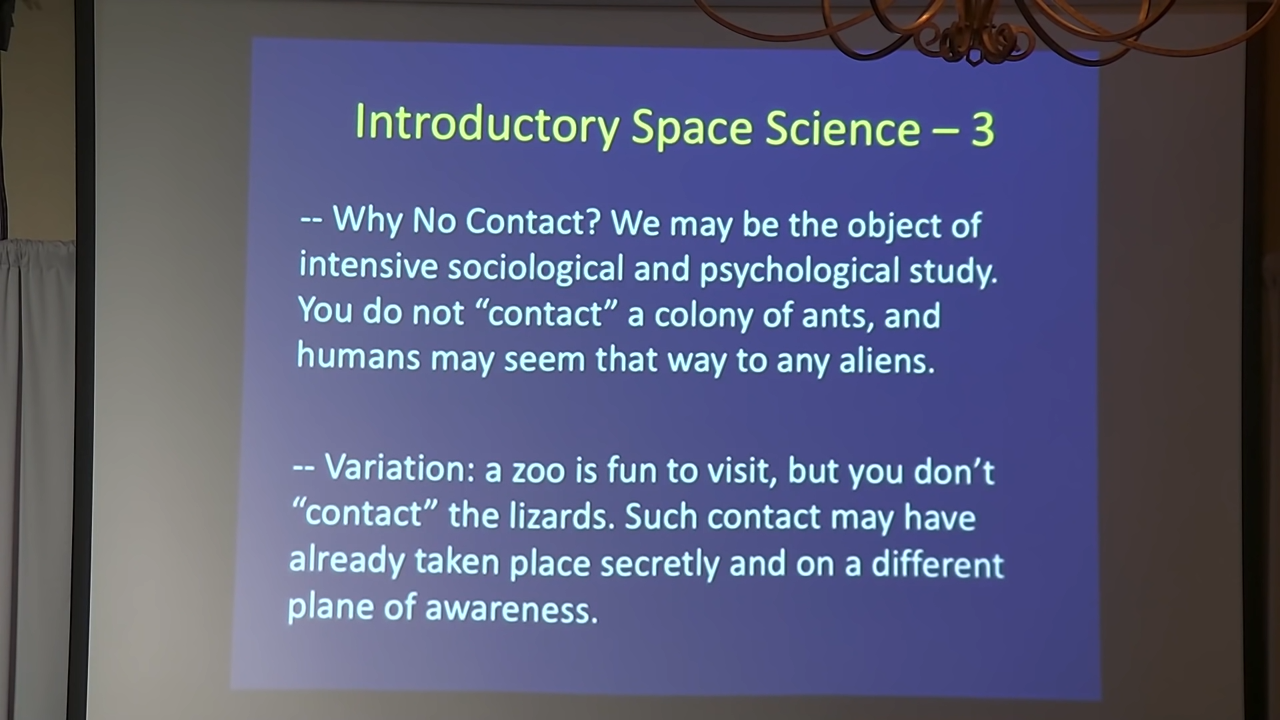 Introductory Space Science – 3
-- Why No Contact? We may be the object of
intensive sociological and psychological study.
You do not “contact” a colony of ants, and
humans may seem that way to any aliens.
-- Variation: a zoo is fun to visit, but you don’t
“contact” the lizards. Such contact may have
already taken place secretly and on a different
plane of awareness.